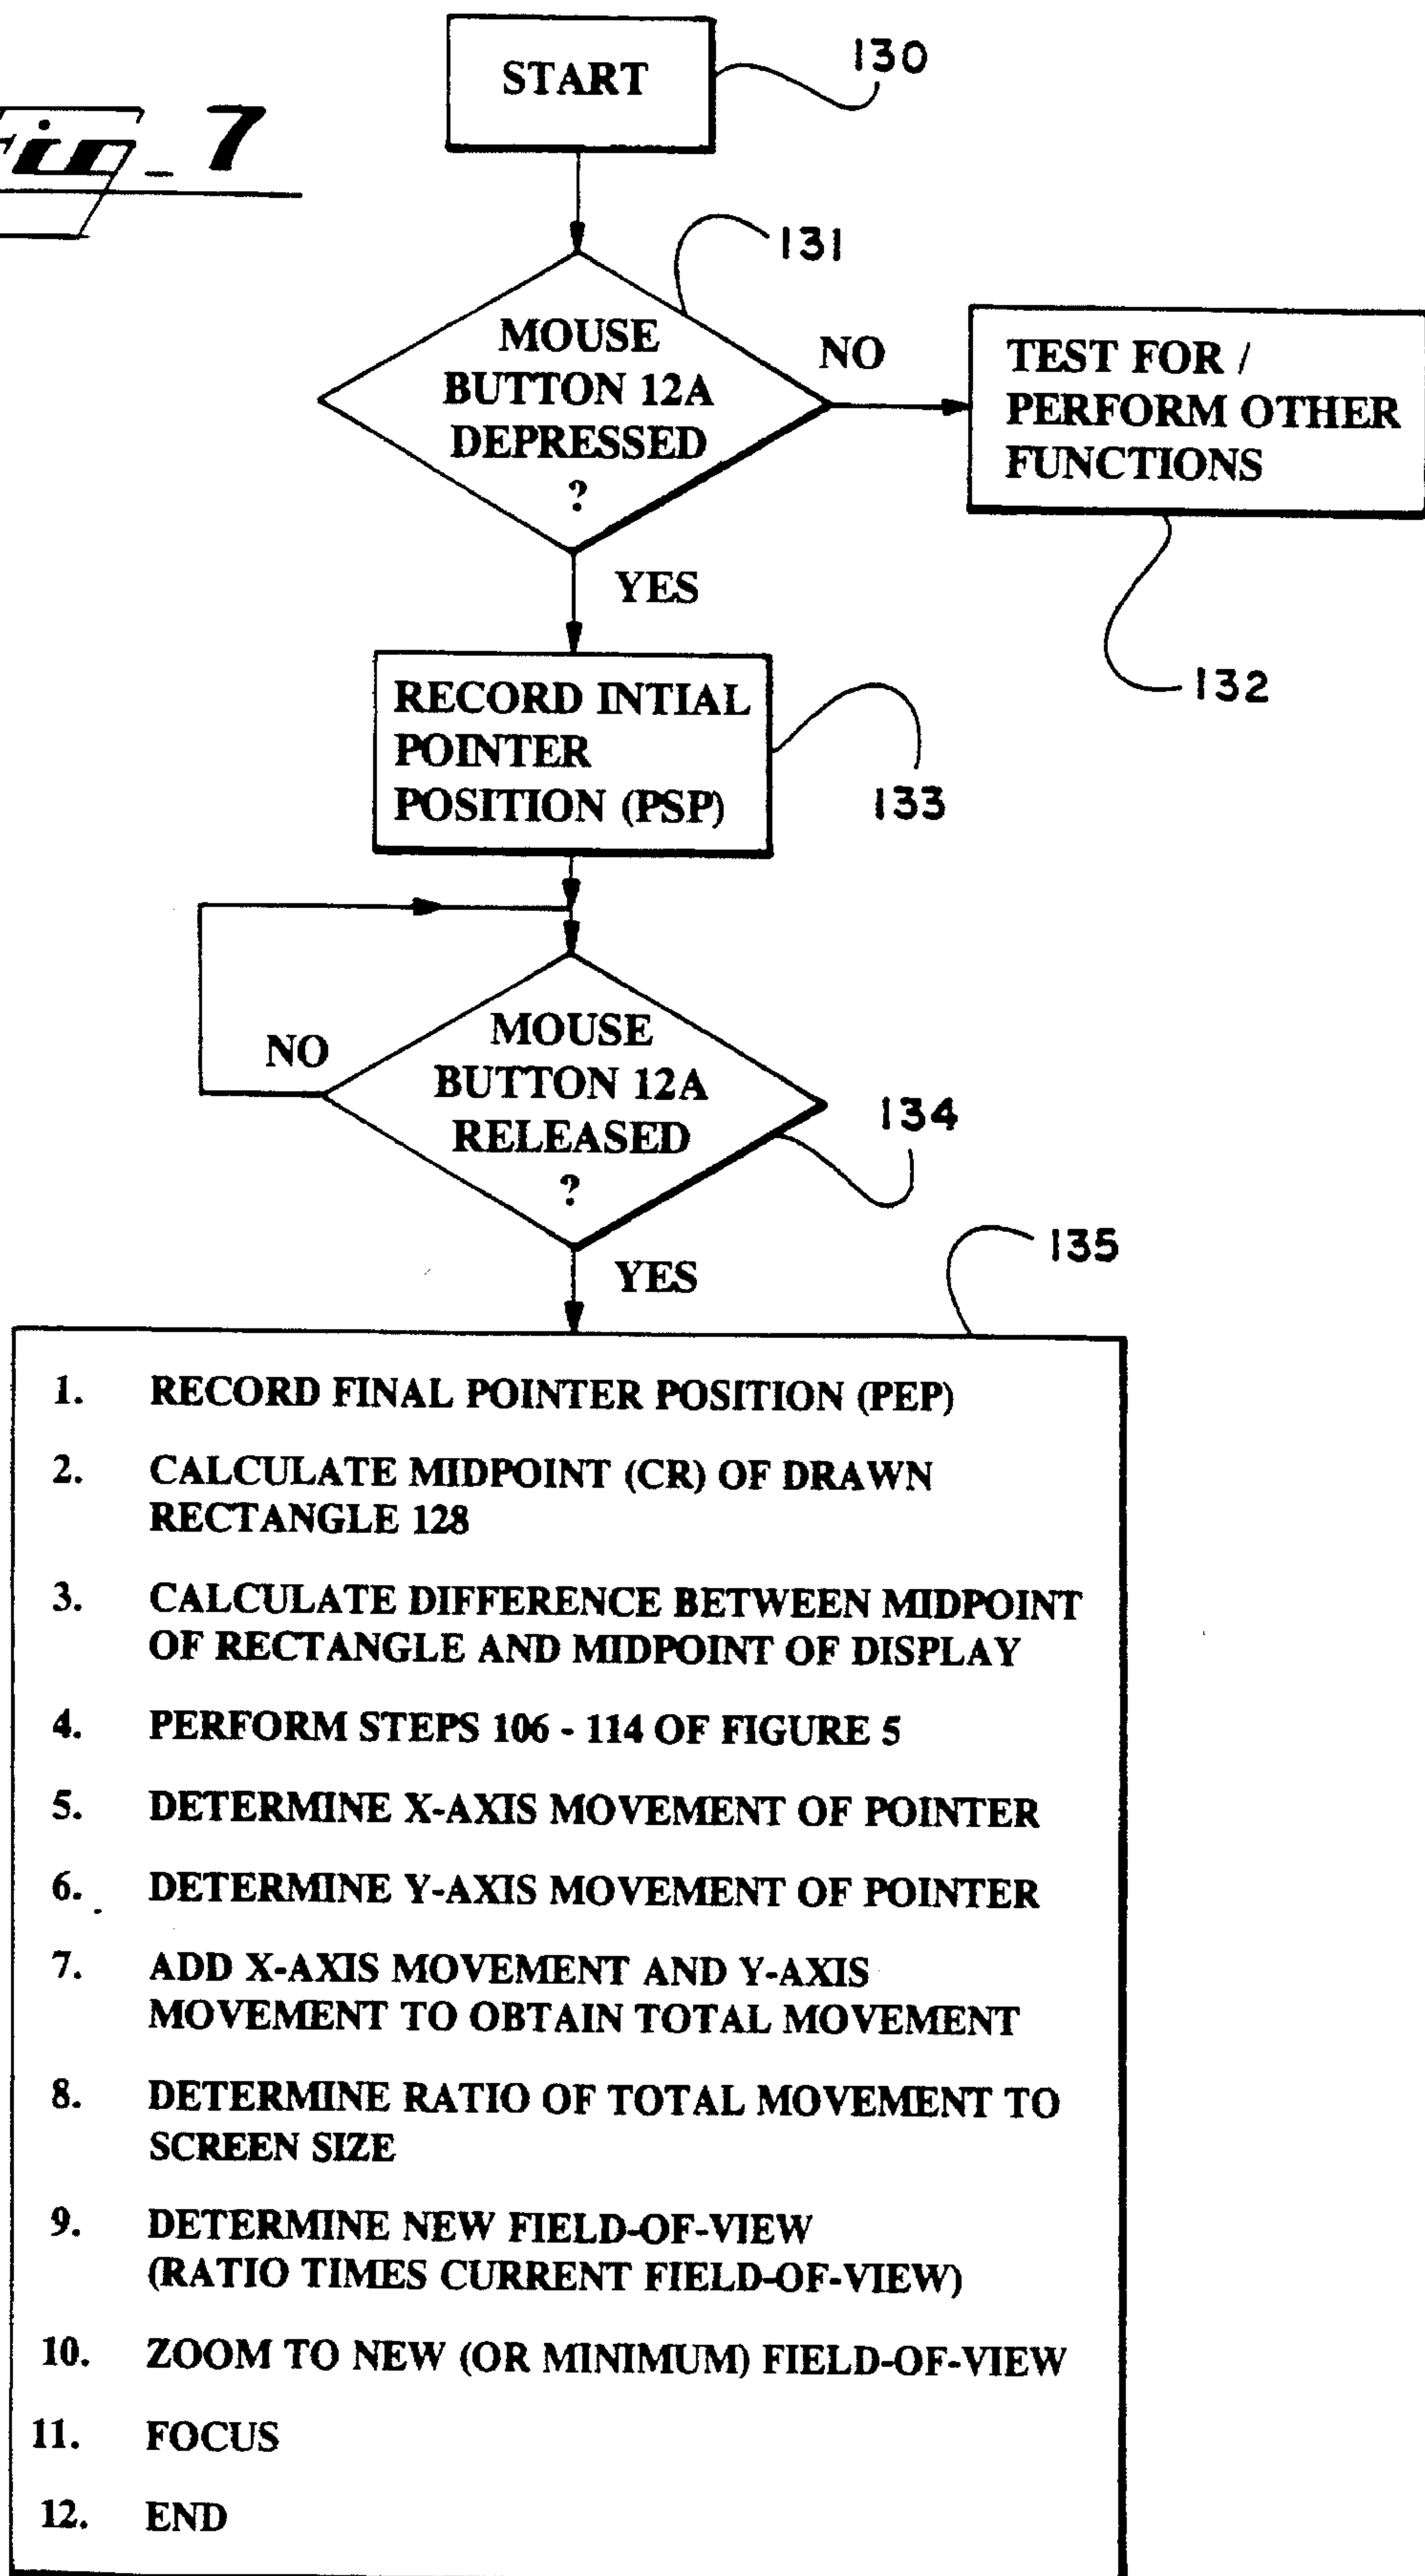 Fig_7
START
130
131
MOUSE
BUTTON 12A
DEPRESSED
?
NO
TEST FOR /
PERFORM OTHER
FUNCTIONS
132
YES
RECORD INTIAL
POINTER
POSITION (PSP)
133
MOUSE
BUTTON 12A
RELEASED
?
NO
134
YES
135
1. RECORD FINAL POINTER POSITION (PEP)
2. CALCULATE MIDPOINT (CR) OF DRAWN
RECTANGLE 128
3. CALCULATE DIFFERENCE BETWEEN MIDPOINT
OF RECTANGLE AND MIDPOINT OF DISPLAY
4. PERFORM STEPS 106 - 114 OF FIGURE 5
5. DETERMINE X-AXIS MOVEMENT OF POINTER
6. DETERMINE Y-AXIS MOVEMENT OF POINTER
7. ADD X-AXIS MOVEMENT AND Y-AXIS
MOVEMENT TO OBTAIN TOTAL MOVEMENT
8. DETERMINE RATIO OF TOTAL MOVEMENT TO
SCREEN SIZE
9. DETERMINE NEW FIELD-OF-VIEW
(RATIO TIMES CURRENT FIELD-OF-VIEW)
10. ZOOM TO NEW (OR MINIMUM) FIELD-OF-VIEW
11. FOCUS
12. END